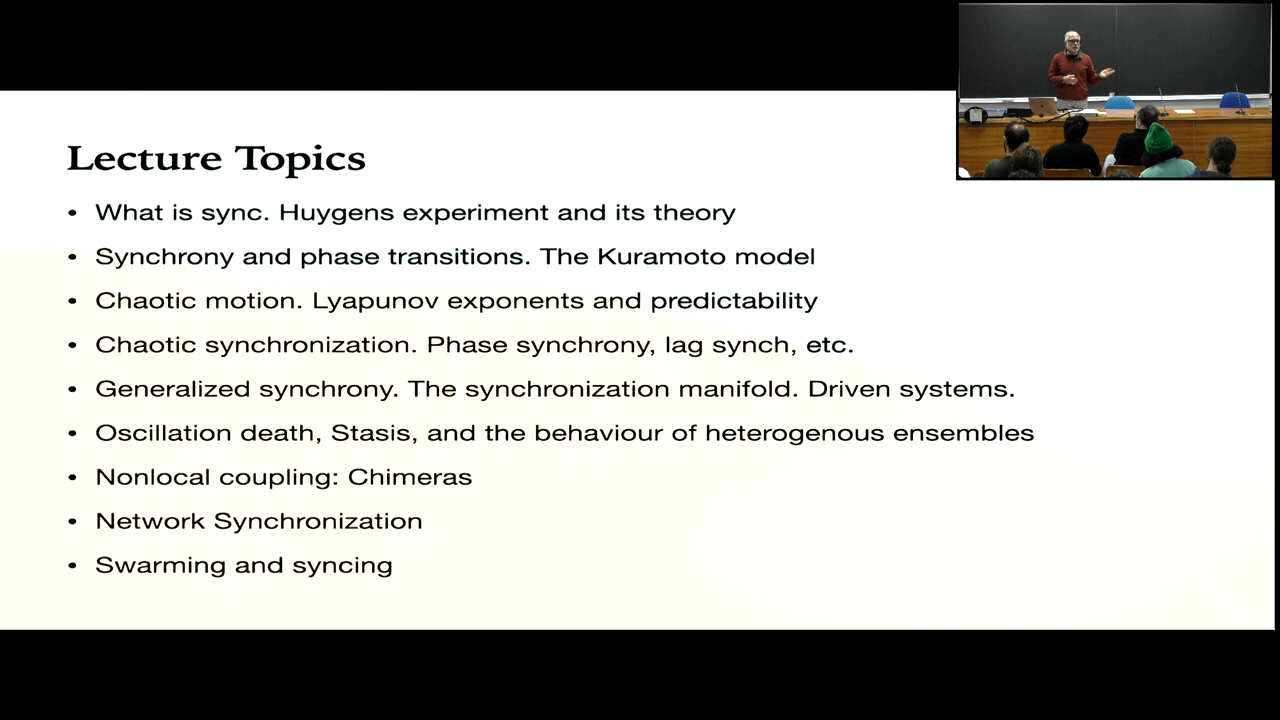 Lecture Topics
• What is sync. Huygens experiment and its theory
• Synchrony and phase transitions. The Kuramoto model
• Chaotic motion. Lyapunov exponents and predictability
• Chaotic synchronization. Phase synchrony, lag synch, etc.
• Generalized synchrony. The synchronization manifold. Driven systems.
• Oscillation death, Stasis, and the behaviour of heterogenous ensembles
• Nonlocal coupling: Chimeras
• Network Synchronization
• Swarming and syncing